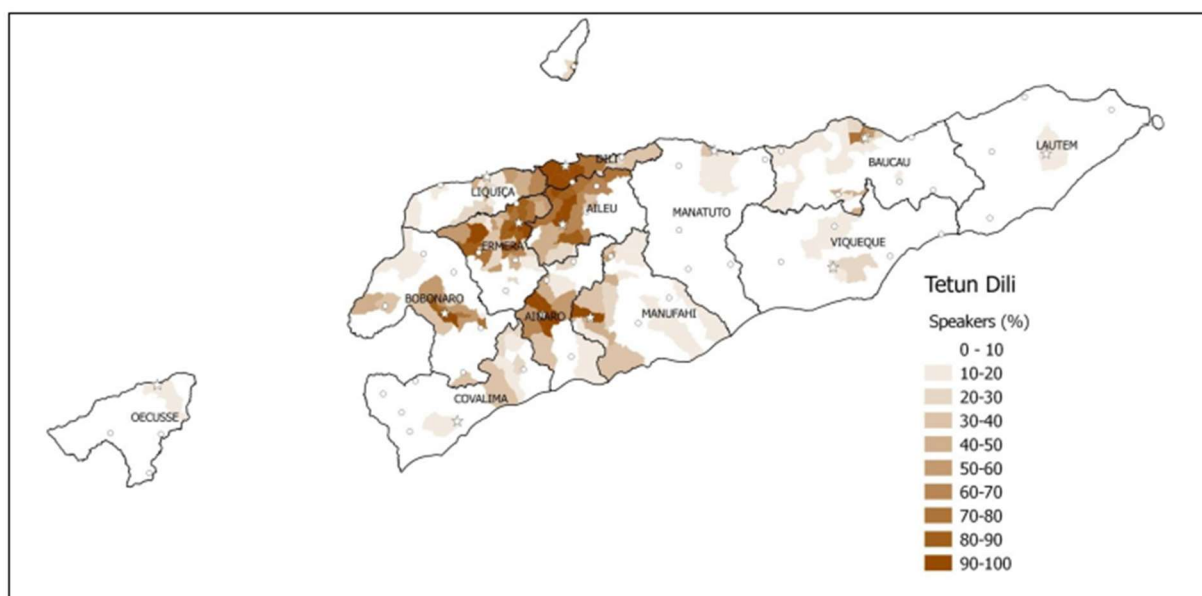 DILI
LAUTEM
BAUCAU
LIQUIÇA
AILEU
MANATUTO
ERMERA
VIQUEQUE
Tetun Dili
BOBONARO
AINARO
MANUFAHI
Speakers (%)
0 - 10
10-20
20-30
COVALIMA
30-40
OECUSSE
40-50
50-60
60-70
70-80
80-90
90-100